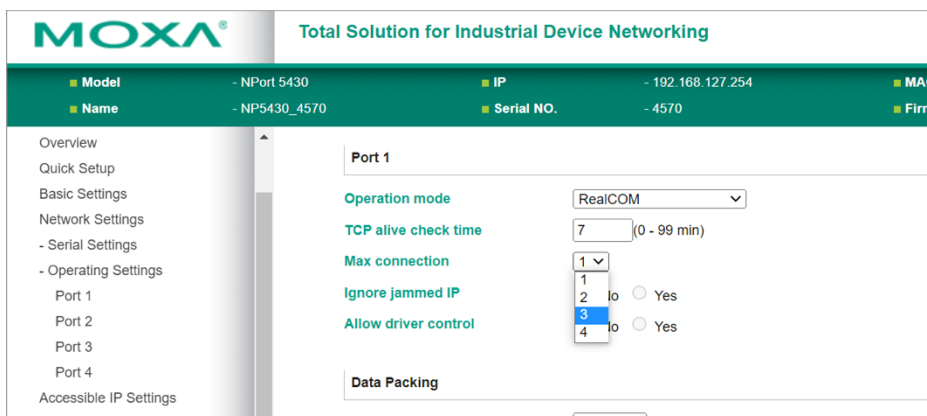 MOXA®
Total Solution for Industrial Device Networking
Model - NPort 5430 IP - 192.168.127.254
Name - NP5430_4570 Serial NO. - 4570
Overview
Quick Setup
Basic Settings
Network Settings
- Serial Settings
- Operating Settings
Port 1
Port 2
Port 3
Port 4
Accessible IP Settings
Port 1
Operation mode RealCOM
TCP alive check time 7 (0 - 99 min)
Max connection 1
1
2
3
4
Ignore jammed IP Yes
Allow driver control Yes
Data Packing